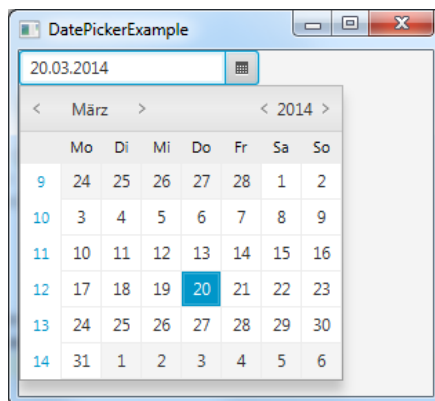 DatePickerExample
20.03.2014
< März > < 2014 >
Mo Di Mi Do Fr Sa So
9 24 25 26 27 28 1 2
10 3 4 5 6 7 8 9
11 10 11 12 13 14 15 16
12 17 18 19 20 21 22 23
13 24 25 26 27 28 29 30
14 31 1 2 3 4 5 6